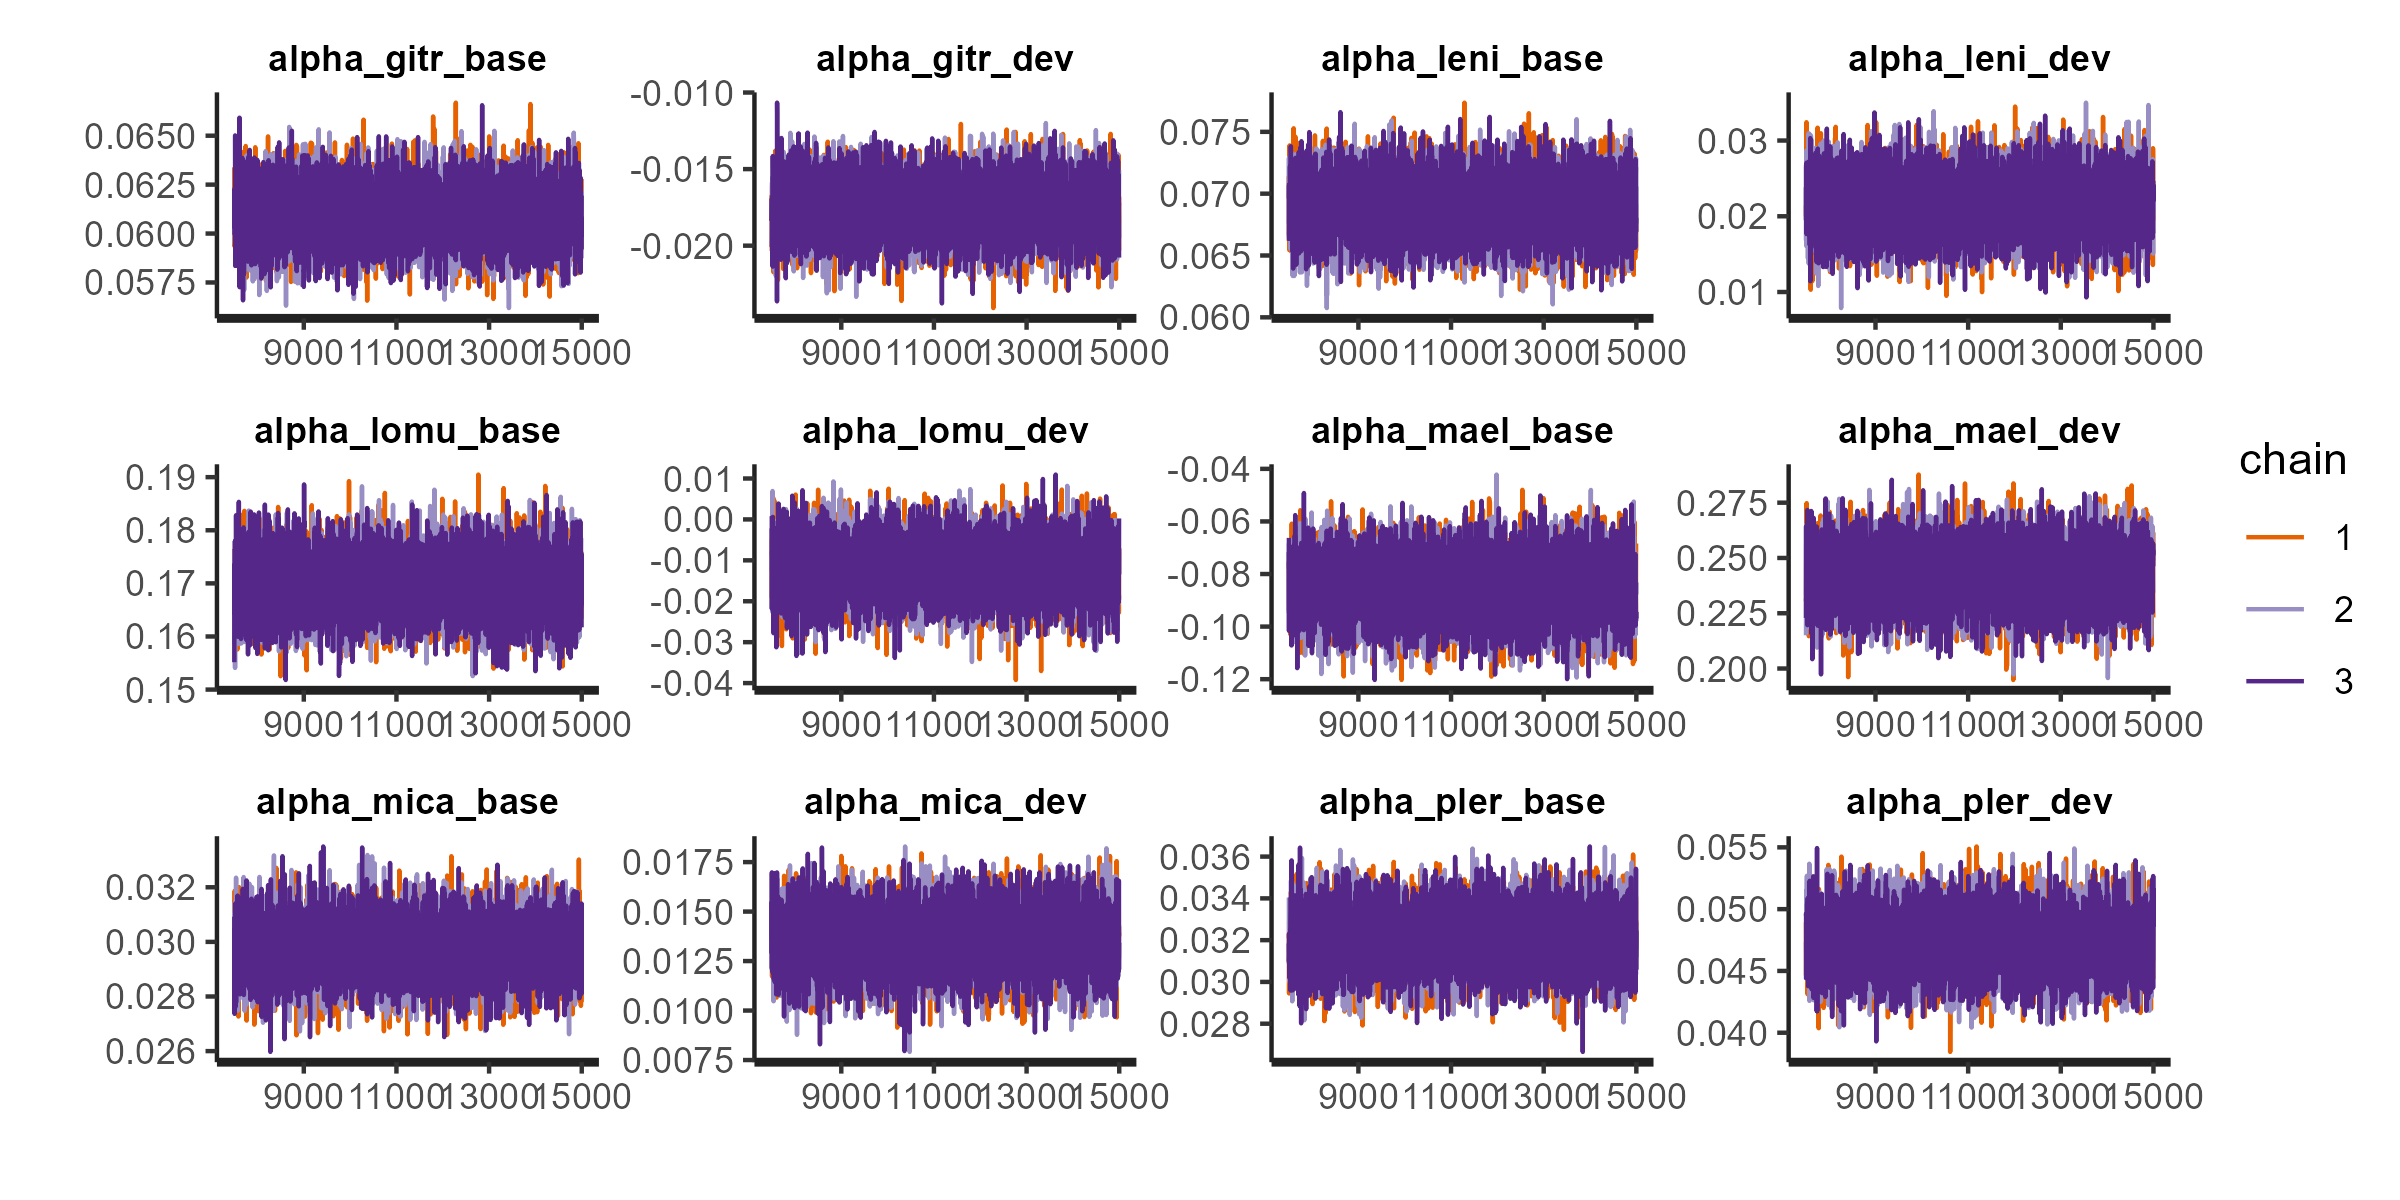 alpha_gitr_base alpha_gitr_dev alpha_leni_base alpha_leni_dev
0.0650 0.0625 0.0600 0.0575
-0.010 -0.015 -0.020
0.075 0.070 0.065 0.060
0.03 0.02 0.01
9000 11000 13000 15000 9000 11000 13000 15000 9000 11000 13000 15000 9000 11000 13000 15000
alpha_lomu_base alpha_lomu_dev alpha_mael_base alpha_mael_dev
0.19 0.18 0.17 0.16 0.15
0.01 0.00 -0.01 -0.02 -0.03 -0.04
-0.04 -0.06 -0.08 -0.10 -0.12
0.275 0.250 0.225 0.200
9000 11000 13000 15000 9000 11000 13000 15000 9000 11000 13000 15000 9000 11000 13000 15000
alpha_mica_base alpha_mica_dev alpha_pler_base alpha_pler_dev
0.032 0.030 0.028 0.026
0.0175 0.0150 0.0125 0.0100 0.0075
0.036 0.034 0.032 0.030 0.028
0.055 0.050 0.045 0.040
9000 11000 13000 15000 9000 11000 13000 15000 9000 11000 13000 15000 9000 11000 13000 15000
chain
1
2
3